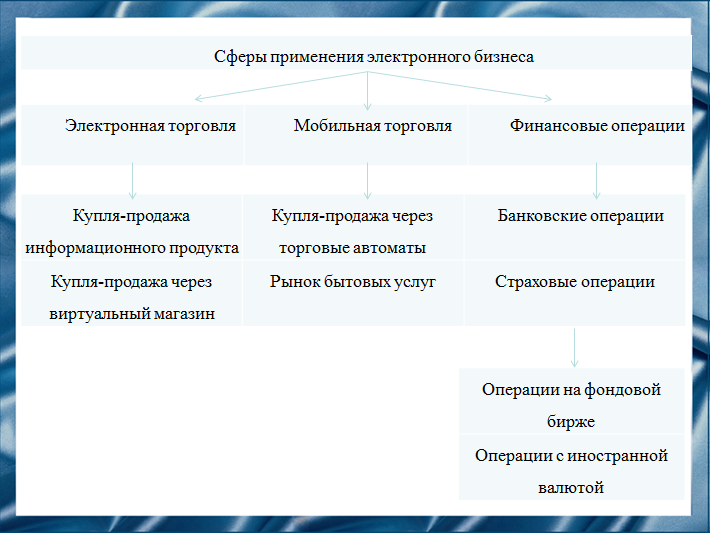 Сферы применения электронного бизнеса
Электронная торговля
Мобильная торговля
Финансовые операции
Купля-продажа
информационного продукта
Купля-продажа через
торговые автоматы
Банковские операции
Купля-продажа через
виртуальный магазин
Рынок бытовых услуг
Страховые операции
Операции на фондовой
бирже
Операции с иностранной
валютой